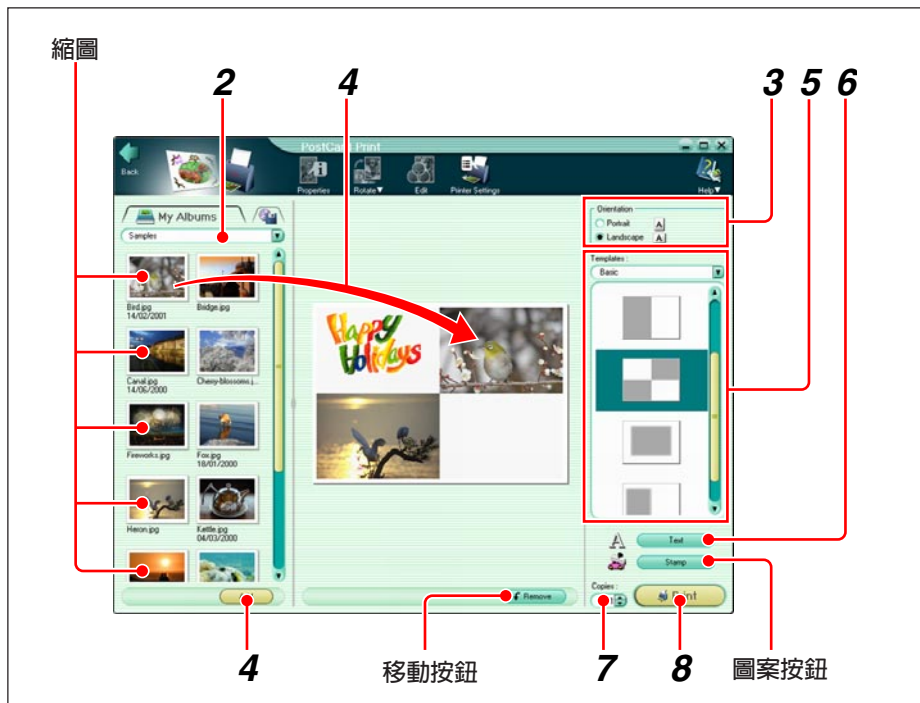 縮圖
2
4
3
5
6
PostCard Print
Back
Properties
Rotate▼
Edit
Printer Settings
Help▼
My Albums
Samples
Orientation
Portrait A
Landscape A
Templates :
Basic
Bird.jpg
14/02/2001
Bridge.jpg
4
Happy
Holidays
Canal.jpg
14/06/2000
Cherry-blossoms.j...
Fireworks.jpg
Fox.jpg
18/01/2000
Heron.jpg
Kettle.jpg
04/03/2000
A Text
Stamp
Remove
Copies :
Print
4
移動按鈕
7
8
圖案按鈕